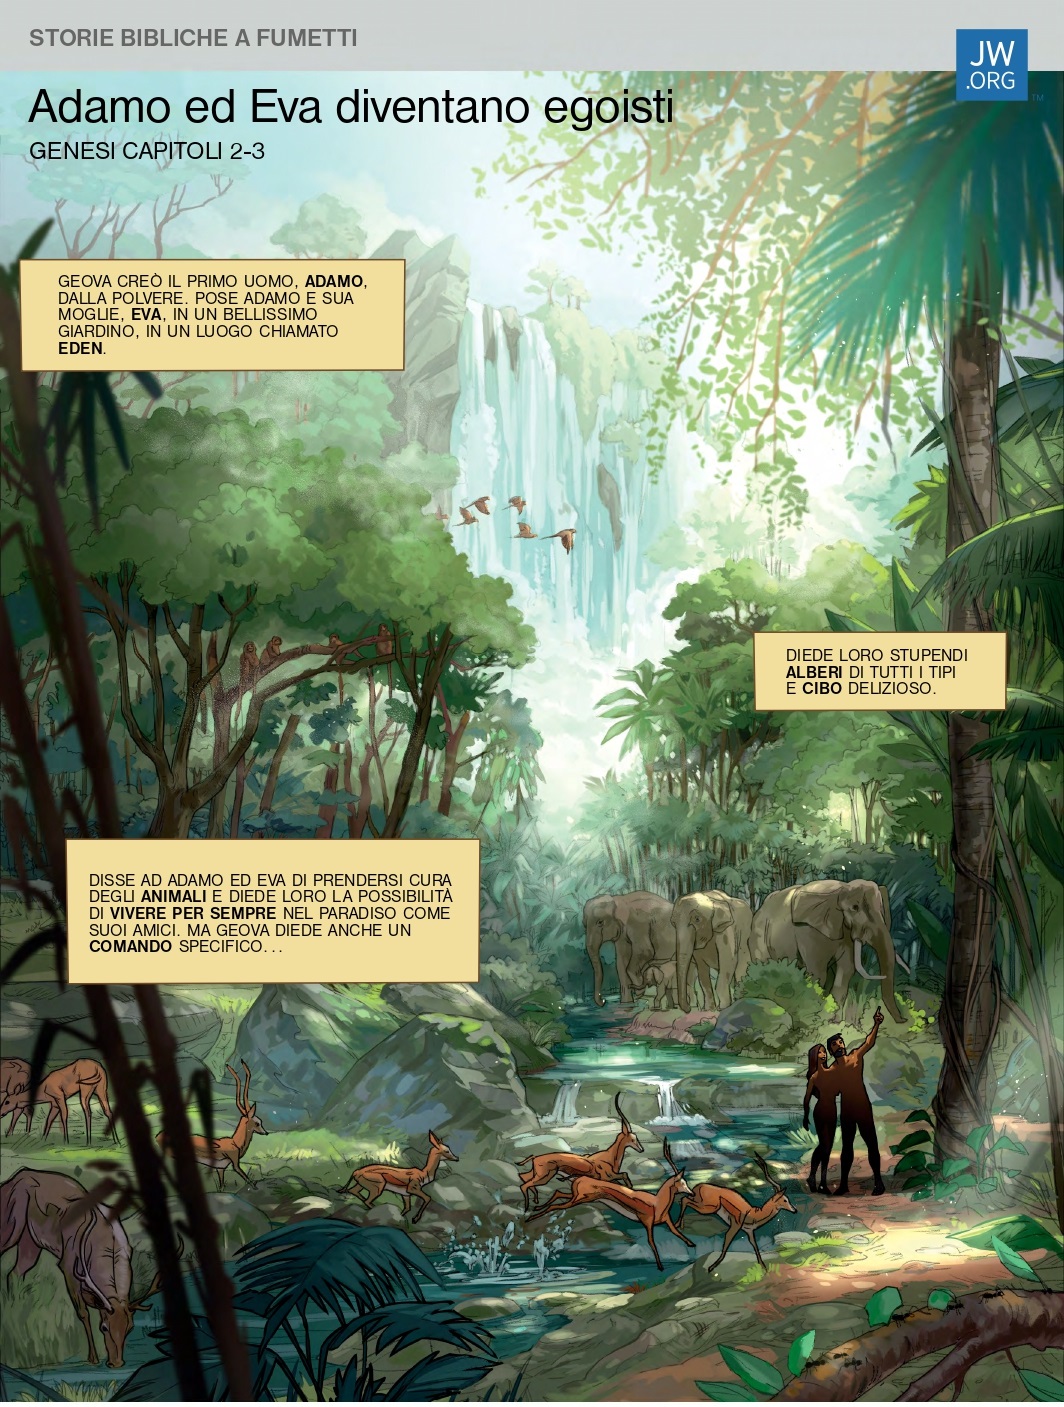 STORIE BIBLICHE A FUMETTI
JW
.ORG
TM
Adamo ed Eva diventano egoisti
GENESI CAPITOLI 2-3
GEOVA CREÒ IL PRIMO UOMO, ADAMO,
DALLA POLVERE. POSE ADAMO E SUA
MOGLIE, EVA, IN UN BELLISSIMO
GIARDINO, IN UN LUOGO CHIAMATO
EDEN.
DIEDE LORO STUPENDI
ALBERI DI TUTTI I TIPI
E CIBO DELIZIOSO.
DISSE AD ADAMO ED EVA DI PRENDERSI CURA
DEGLI ANIMALI E DIEDE LORO LA POSSIBILITÀ
DI VIVERE PER SEMPRE NEL PARADISO COME
SUOI AMICI. MA GEOVA DIEDE ANCHE UN
COMANDO SPECIFICO. . .